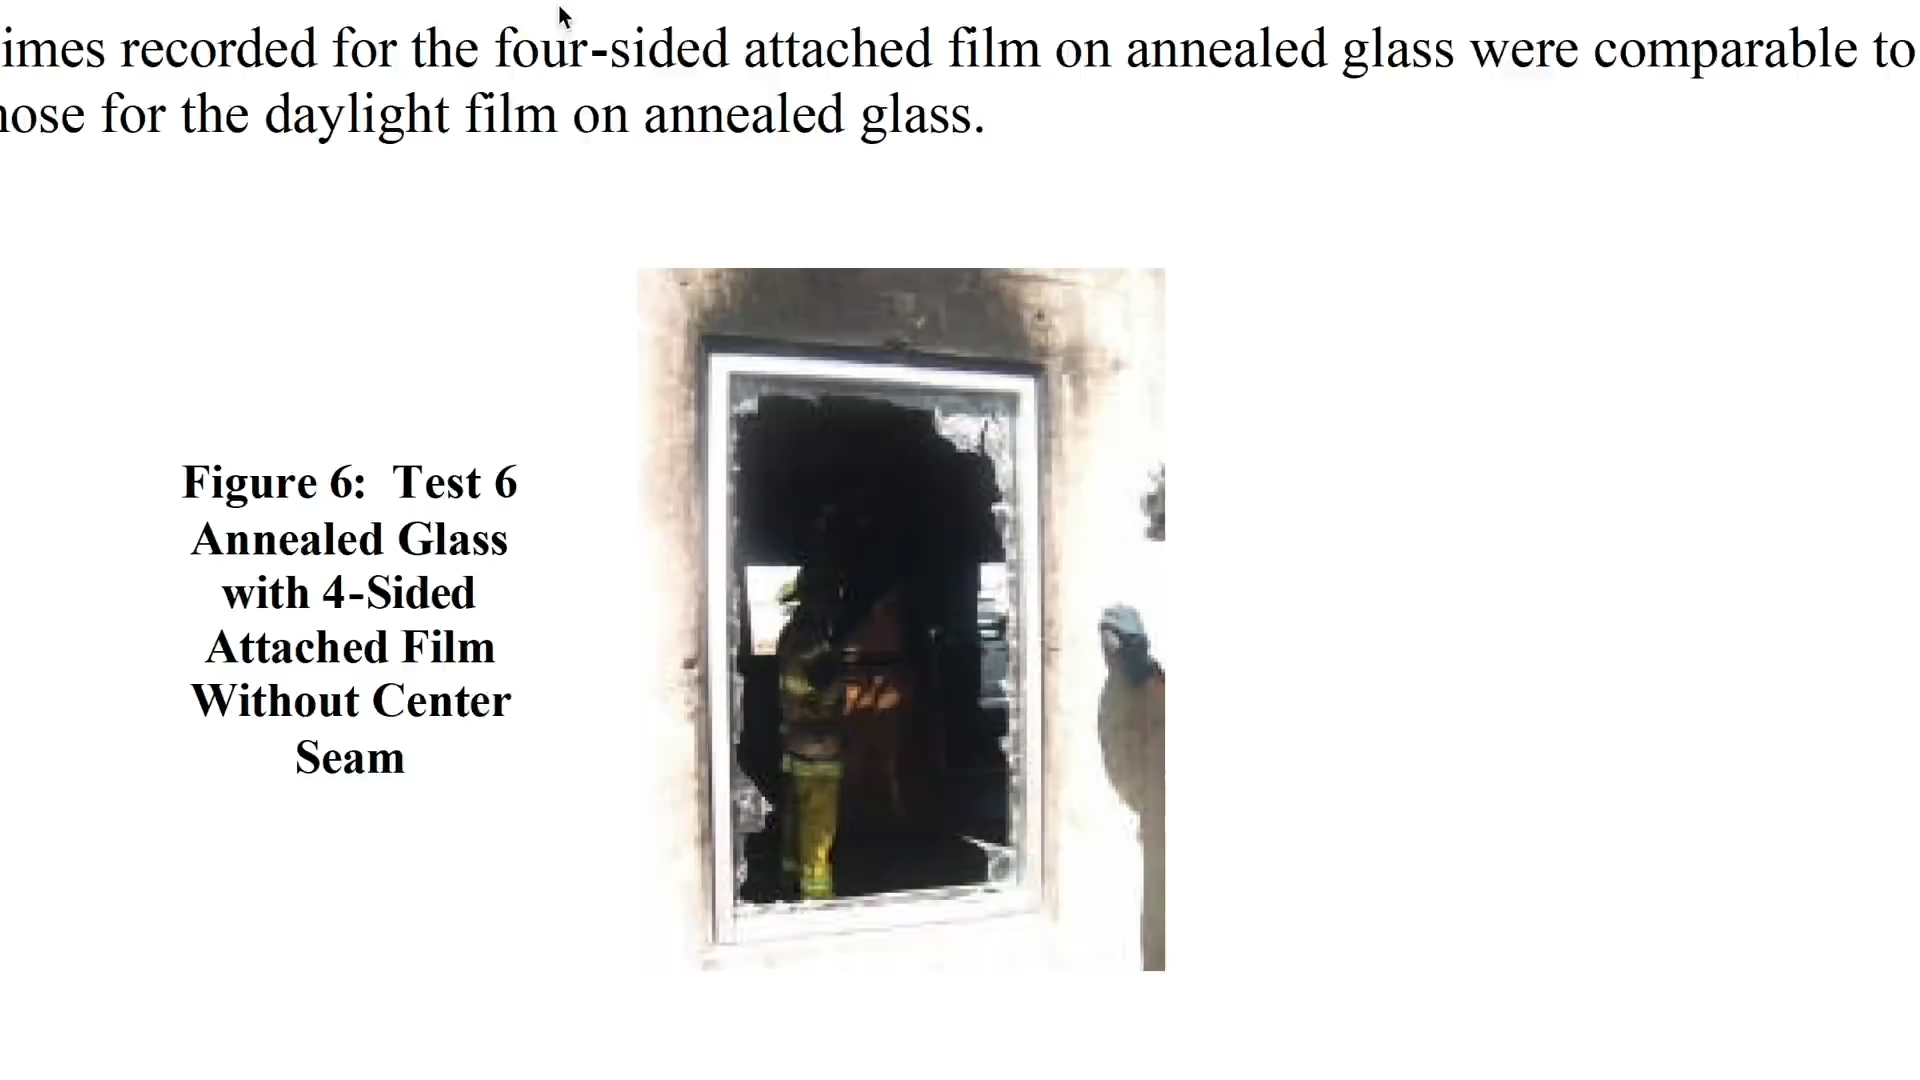 imes recorded for the four-sided attached film on annealed glass were comparable to
hose for the daylight film on annealed glass.
Figure 6: Test 6
Annealed Glass
with 4-Sided
Attached Film
Without Center
Seam